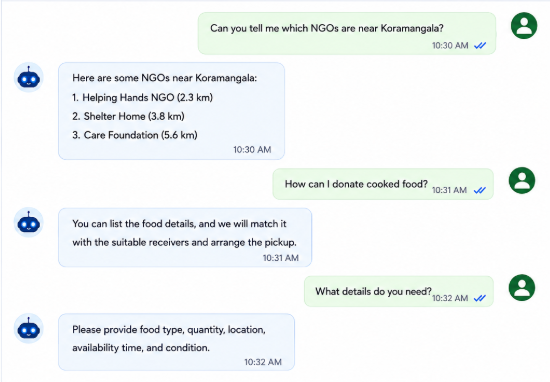 Can you tell me which NGOs are near Koramangala?
10:30 AM
Here are some NGOs near Koramangala:
1. Helping Hands NGO (2.3 km)
2. Shelter Home (3.8 km)
3. Care Foundation (5.6 km)
10:30 AM
How can I donate cooked food?
10:31 AM
You can list the food details, and we will match it
with the suitable receivers and arrange the pickup.
10:31 AM
What details do you need?
10:32 AM
Please provide food type, quantity, location,
availability time, and condition.
10:32 AM